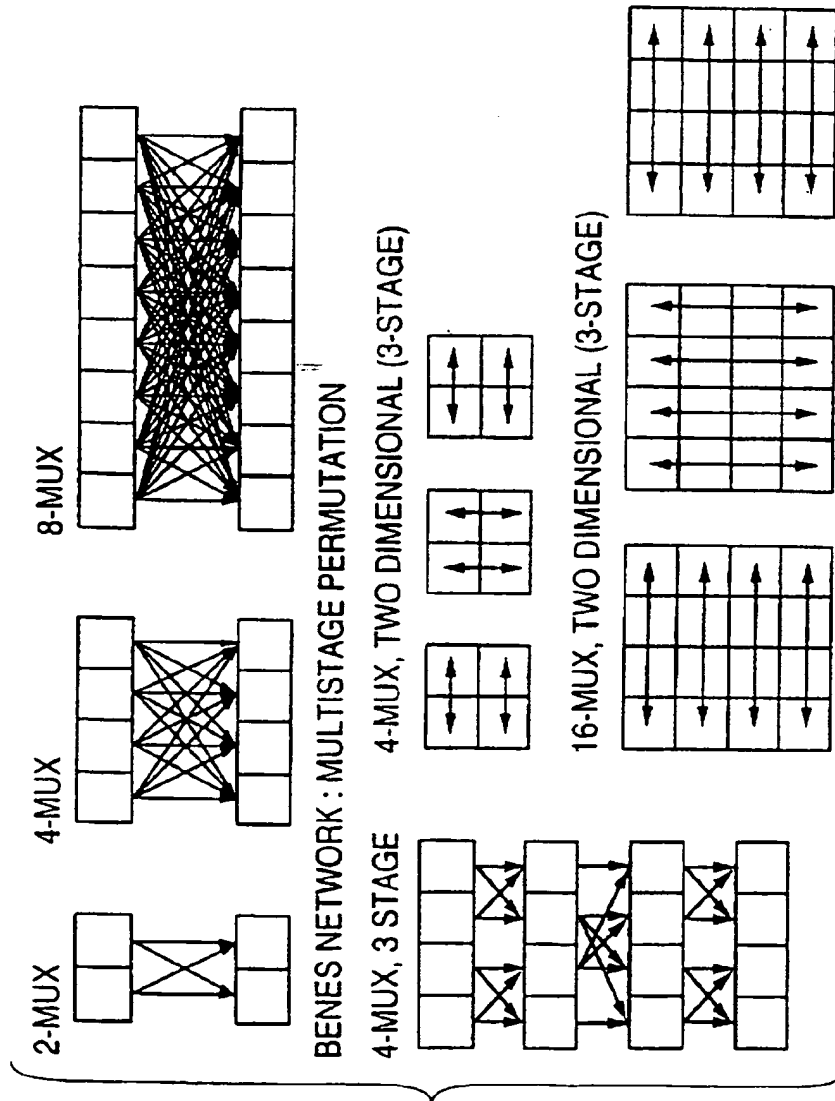 2-MUX
4-MUX
8-MUX
BENES NETWORK : MULTISTAGE PERMUTATION
4-MUX, 3 STAGE
4-MUX, TWO DIMENSIONAL (3-STAGE)
16-MUX, TWO DIMENSIONAL (3-STAGE)